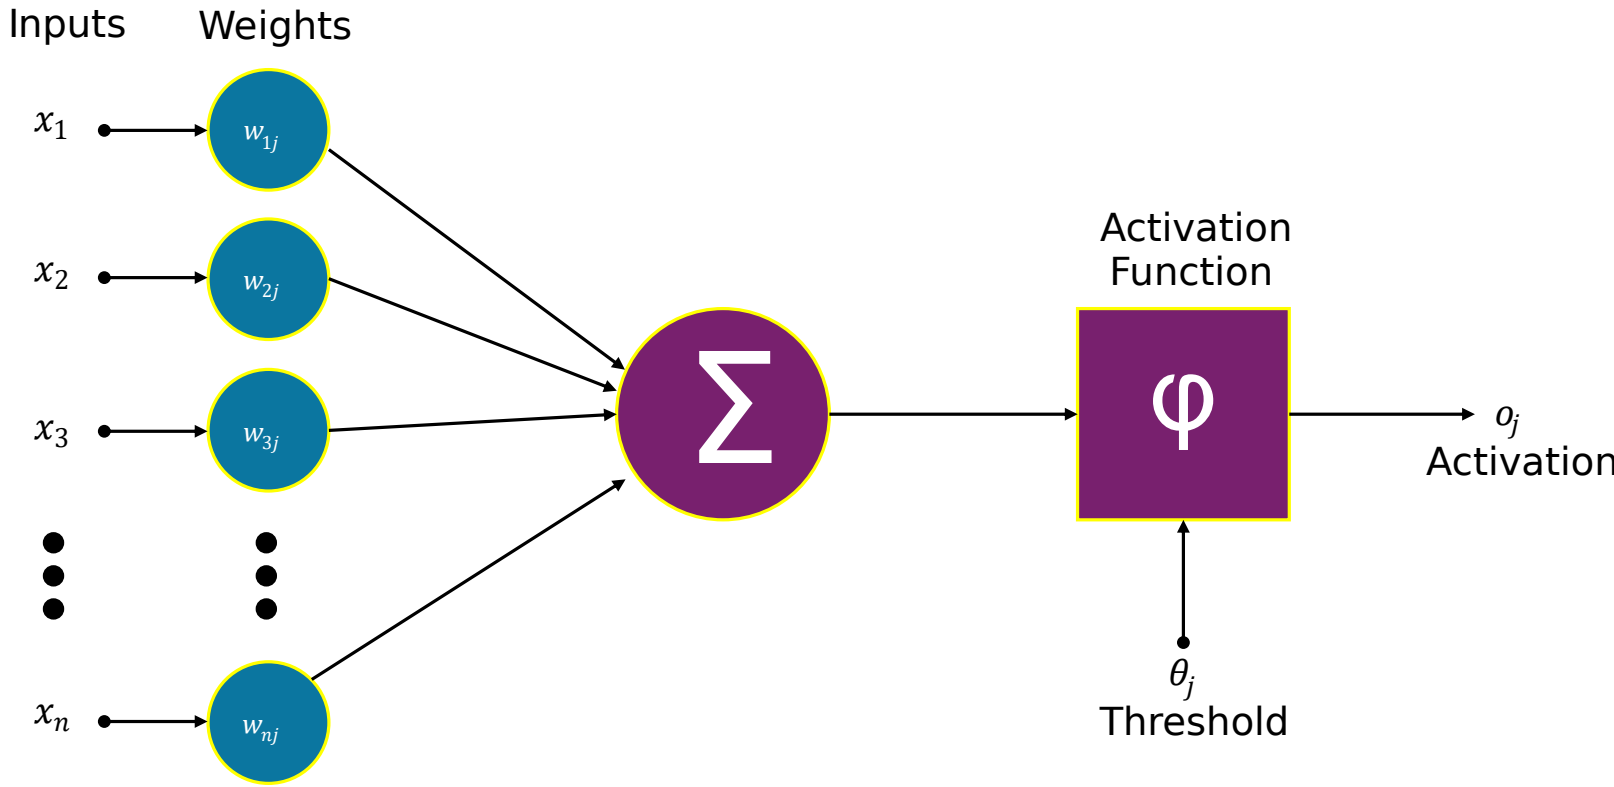 Inputs Weights
x₁ w₁ⱼ
x₂ w₂ⱼ
x₃ w₃ⱼ
xₙ wₙⱼ
Σ
Activation
Function
φ
oⱼ
Activation
θⱼ
Threshold